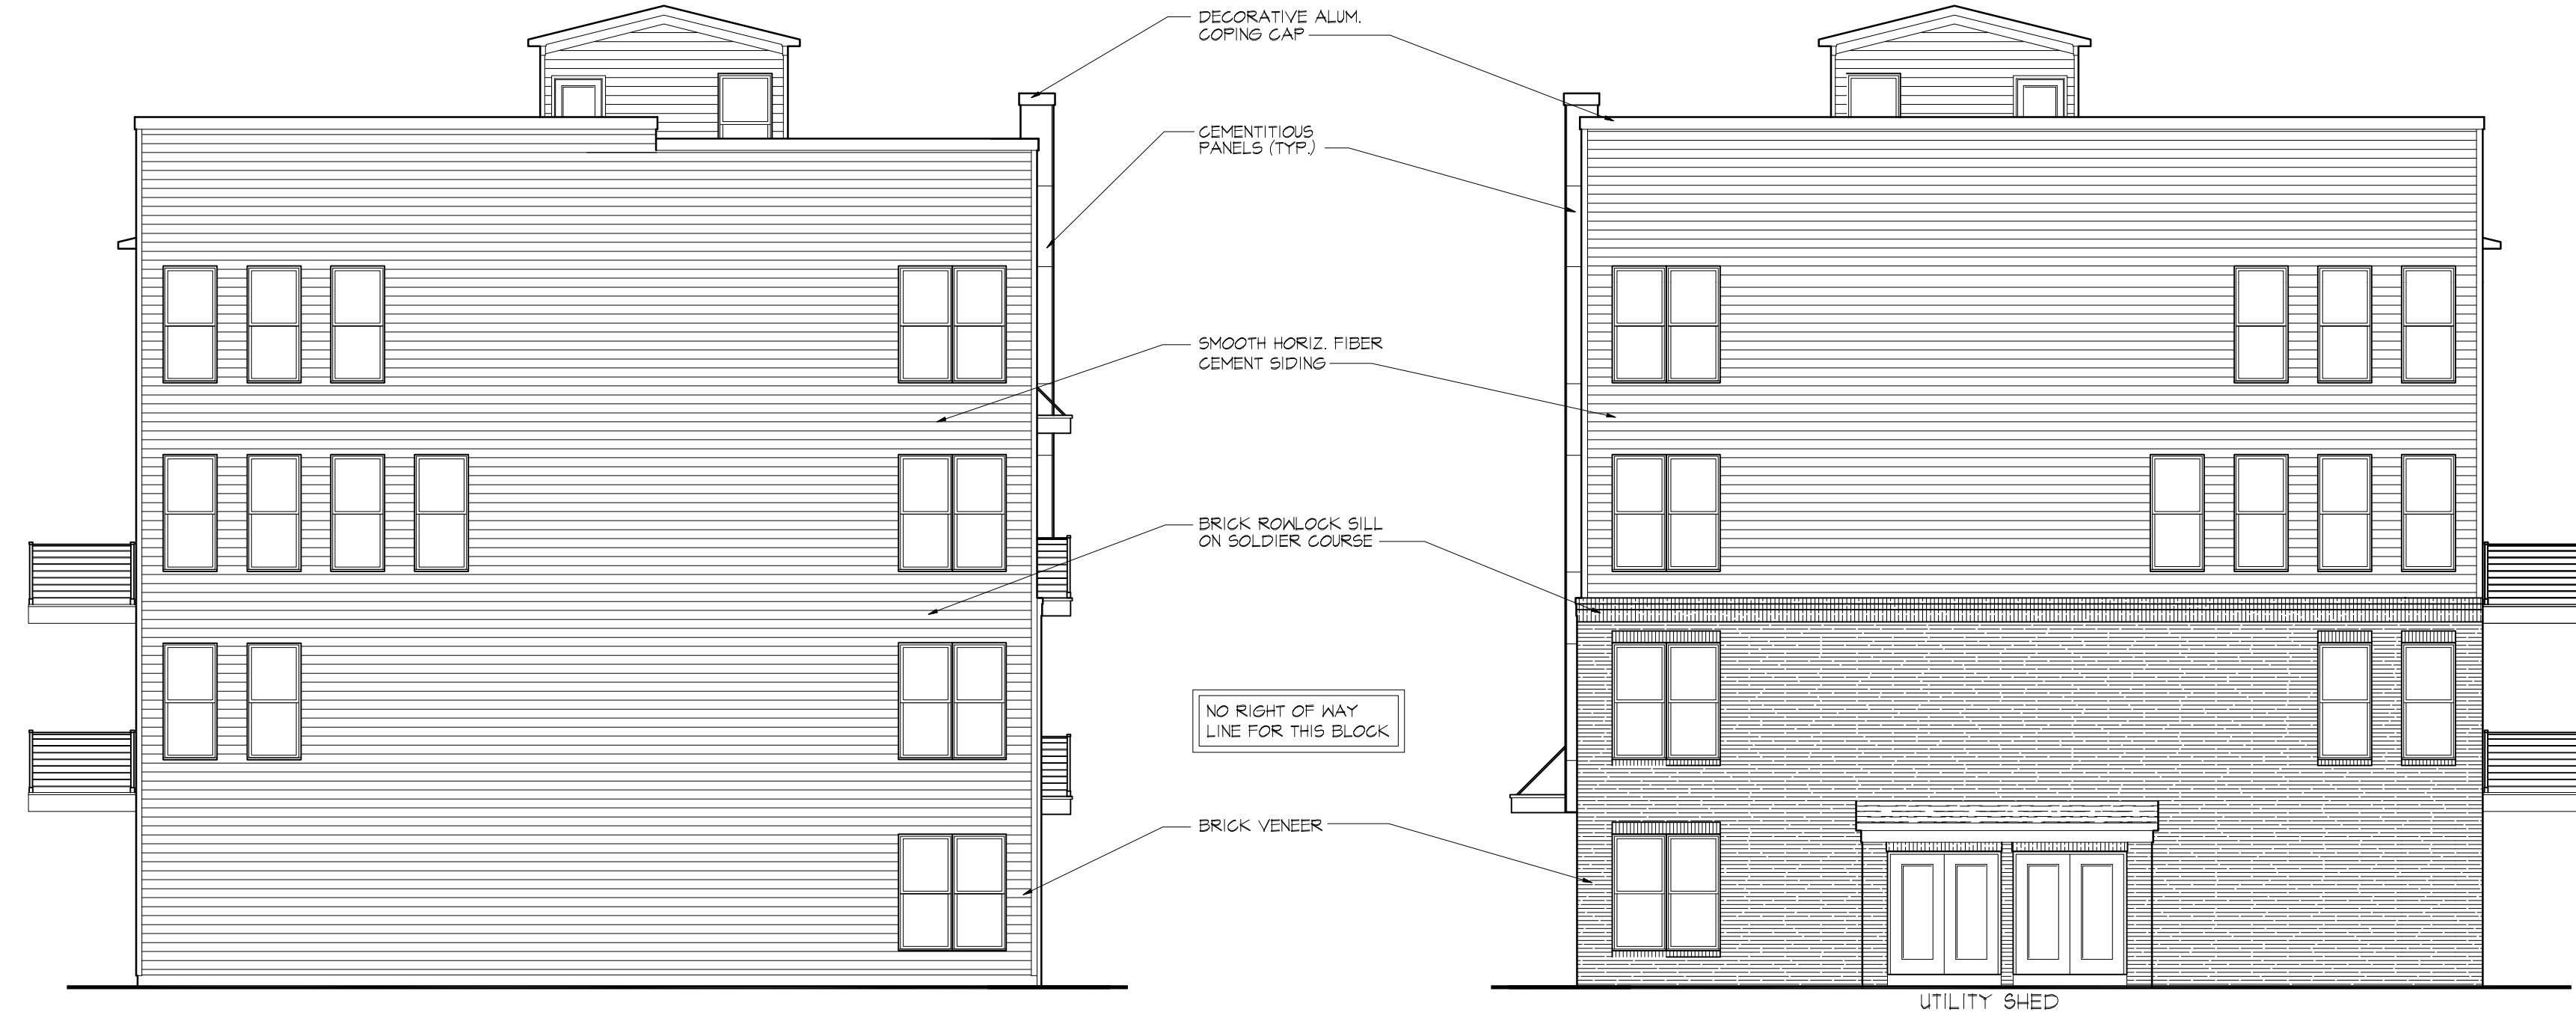 DECORATIVE ALUM.
COPING CAP
CEMENTITIOUS
PANELS (TYP.)
SMOOTH HORIZ. FIBER
CEMENT SIDING
BRICK ROWLOCK SILL
ON SOLDIER COURSE
NO RIGHT OF WAY
LINE FOR THIS BLOCK
BRICK VENEER
UTILITY SHED